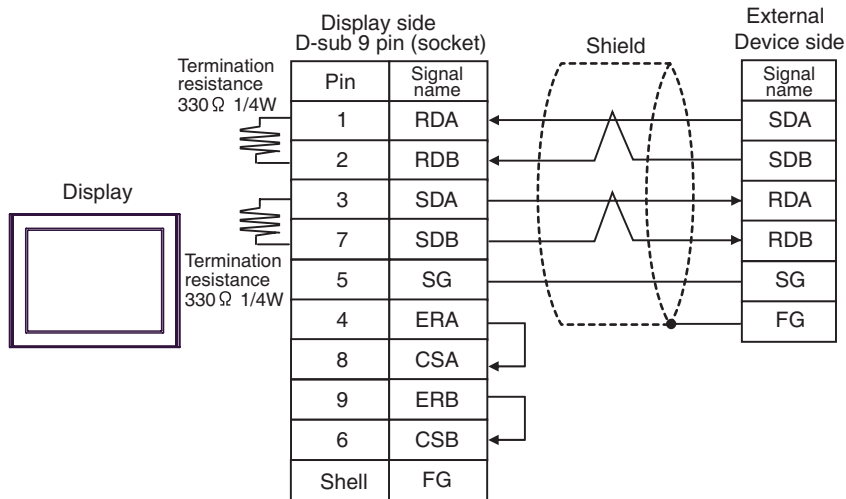 Display side
D-sub 9 pin (socket)
External
Device side
Shield
Termination
resistance
330Ω 1/4W
Pin
Signal
name
Signal
name
1
RDA
SDA
2
RDB
SDB
3
SDA
RDA
7
SDB
RDB
5
SG
SG
4
ERA
FG
8
CSA
9
ERB
6
CSB
Shell
FG
Display
Termination
resistance
330Ω 1/4W